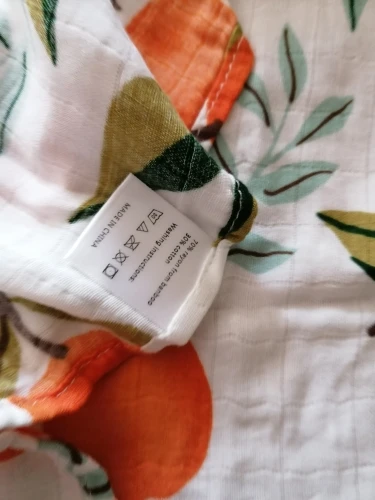 70% rayon from bamboo
30% cotton
Washing instructions:
MADE IN CHINA